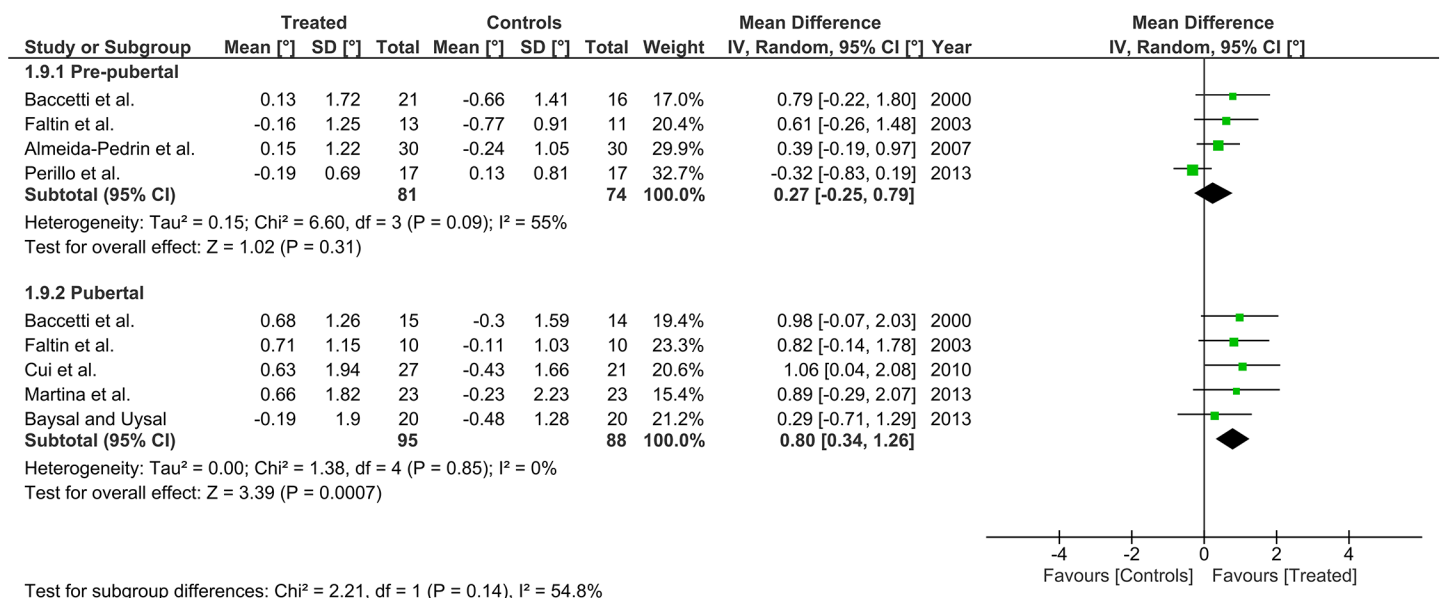 Treated Controls Mean Difference Mean Difference
Study or Subgroup Mean [°] SD [°] Total Mean [°] SD [°] Total Weight IV, Random, 95% CI [°] Year IV, Random, 95% CI [°]
1.9.1 Pre-pubertal
Baccetti et al. 0.13 1.72 21 -0.66 1.41 16 17.0% 0.79 [-0.22, 1.80] 2000
Faltin et al. -0.16 1.25 13 -0.77 0.91 11 20.4% 0.61 [-0.26, 1.48] 2003
Almeida-Pedrin et al. 0.15 1.22 30 -0.24 1.05 30 29.9% 0.39 [-0.19, 0.97] 2007
Perillo et al. -0.19 0.69 17 0.13 0.81 17 32.7% -0.32 [-0.83, 0.19] 2013
Subtotal (95% CI) 81 74 100.0% 0.27 [-0.25, 0.79]
Heterogeneity: Tau² = 0.15; Chi² = 6.60, df = 3 (P = 0.09); I² = 55%
Test for overall effect: Z = 1.02 (P = 0.31)
1.9.2 Pubertal
Baccetti et al. 0.68 1.26 15 -0.3 1.59 14 19.4% 0.98 [-0.07, 2.03] 2000
Faltin et al. 0.71 1.15 10 -0.11 1.03 10 23.3% 0.82 [-0.14, 1.78] 2003
Cui et al. 0.63 1.94 27 -0.43 1.66 21 20.6% 1.06 [0.04, 2.08] 2010
Martina et al. 0.66 1.82 23 -0.23 2.23 23 15.4% 0.89 [-0.29, 2.07] 2013
Baysal and Uysal -0.19 1.9 20 -0.48 1.28 20 21.2% 0.29 [-0.71, 1.29] 2013
Subtotal (95% CI) 95 88 100.0% 0.80 [0.34, 1.26]
Heterogeneity: Tau² = 0.00; Chi² = 1.38, df = 4 (P = 0.85); I² = 0%
Test for overall effect: Z = 3.39 (P = 0.0007)
-4 -2 0 2 4
Favours [Controls] Favours [Treated]
Test for subgroup differences: Chi² = 2.21, df = 1 (P = 0.14), I² = 54.8%